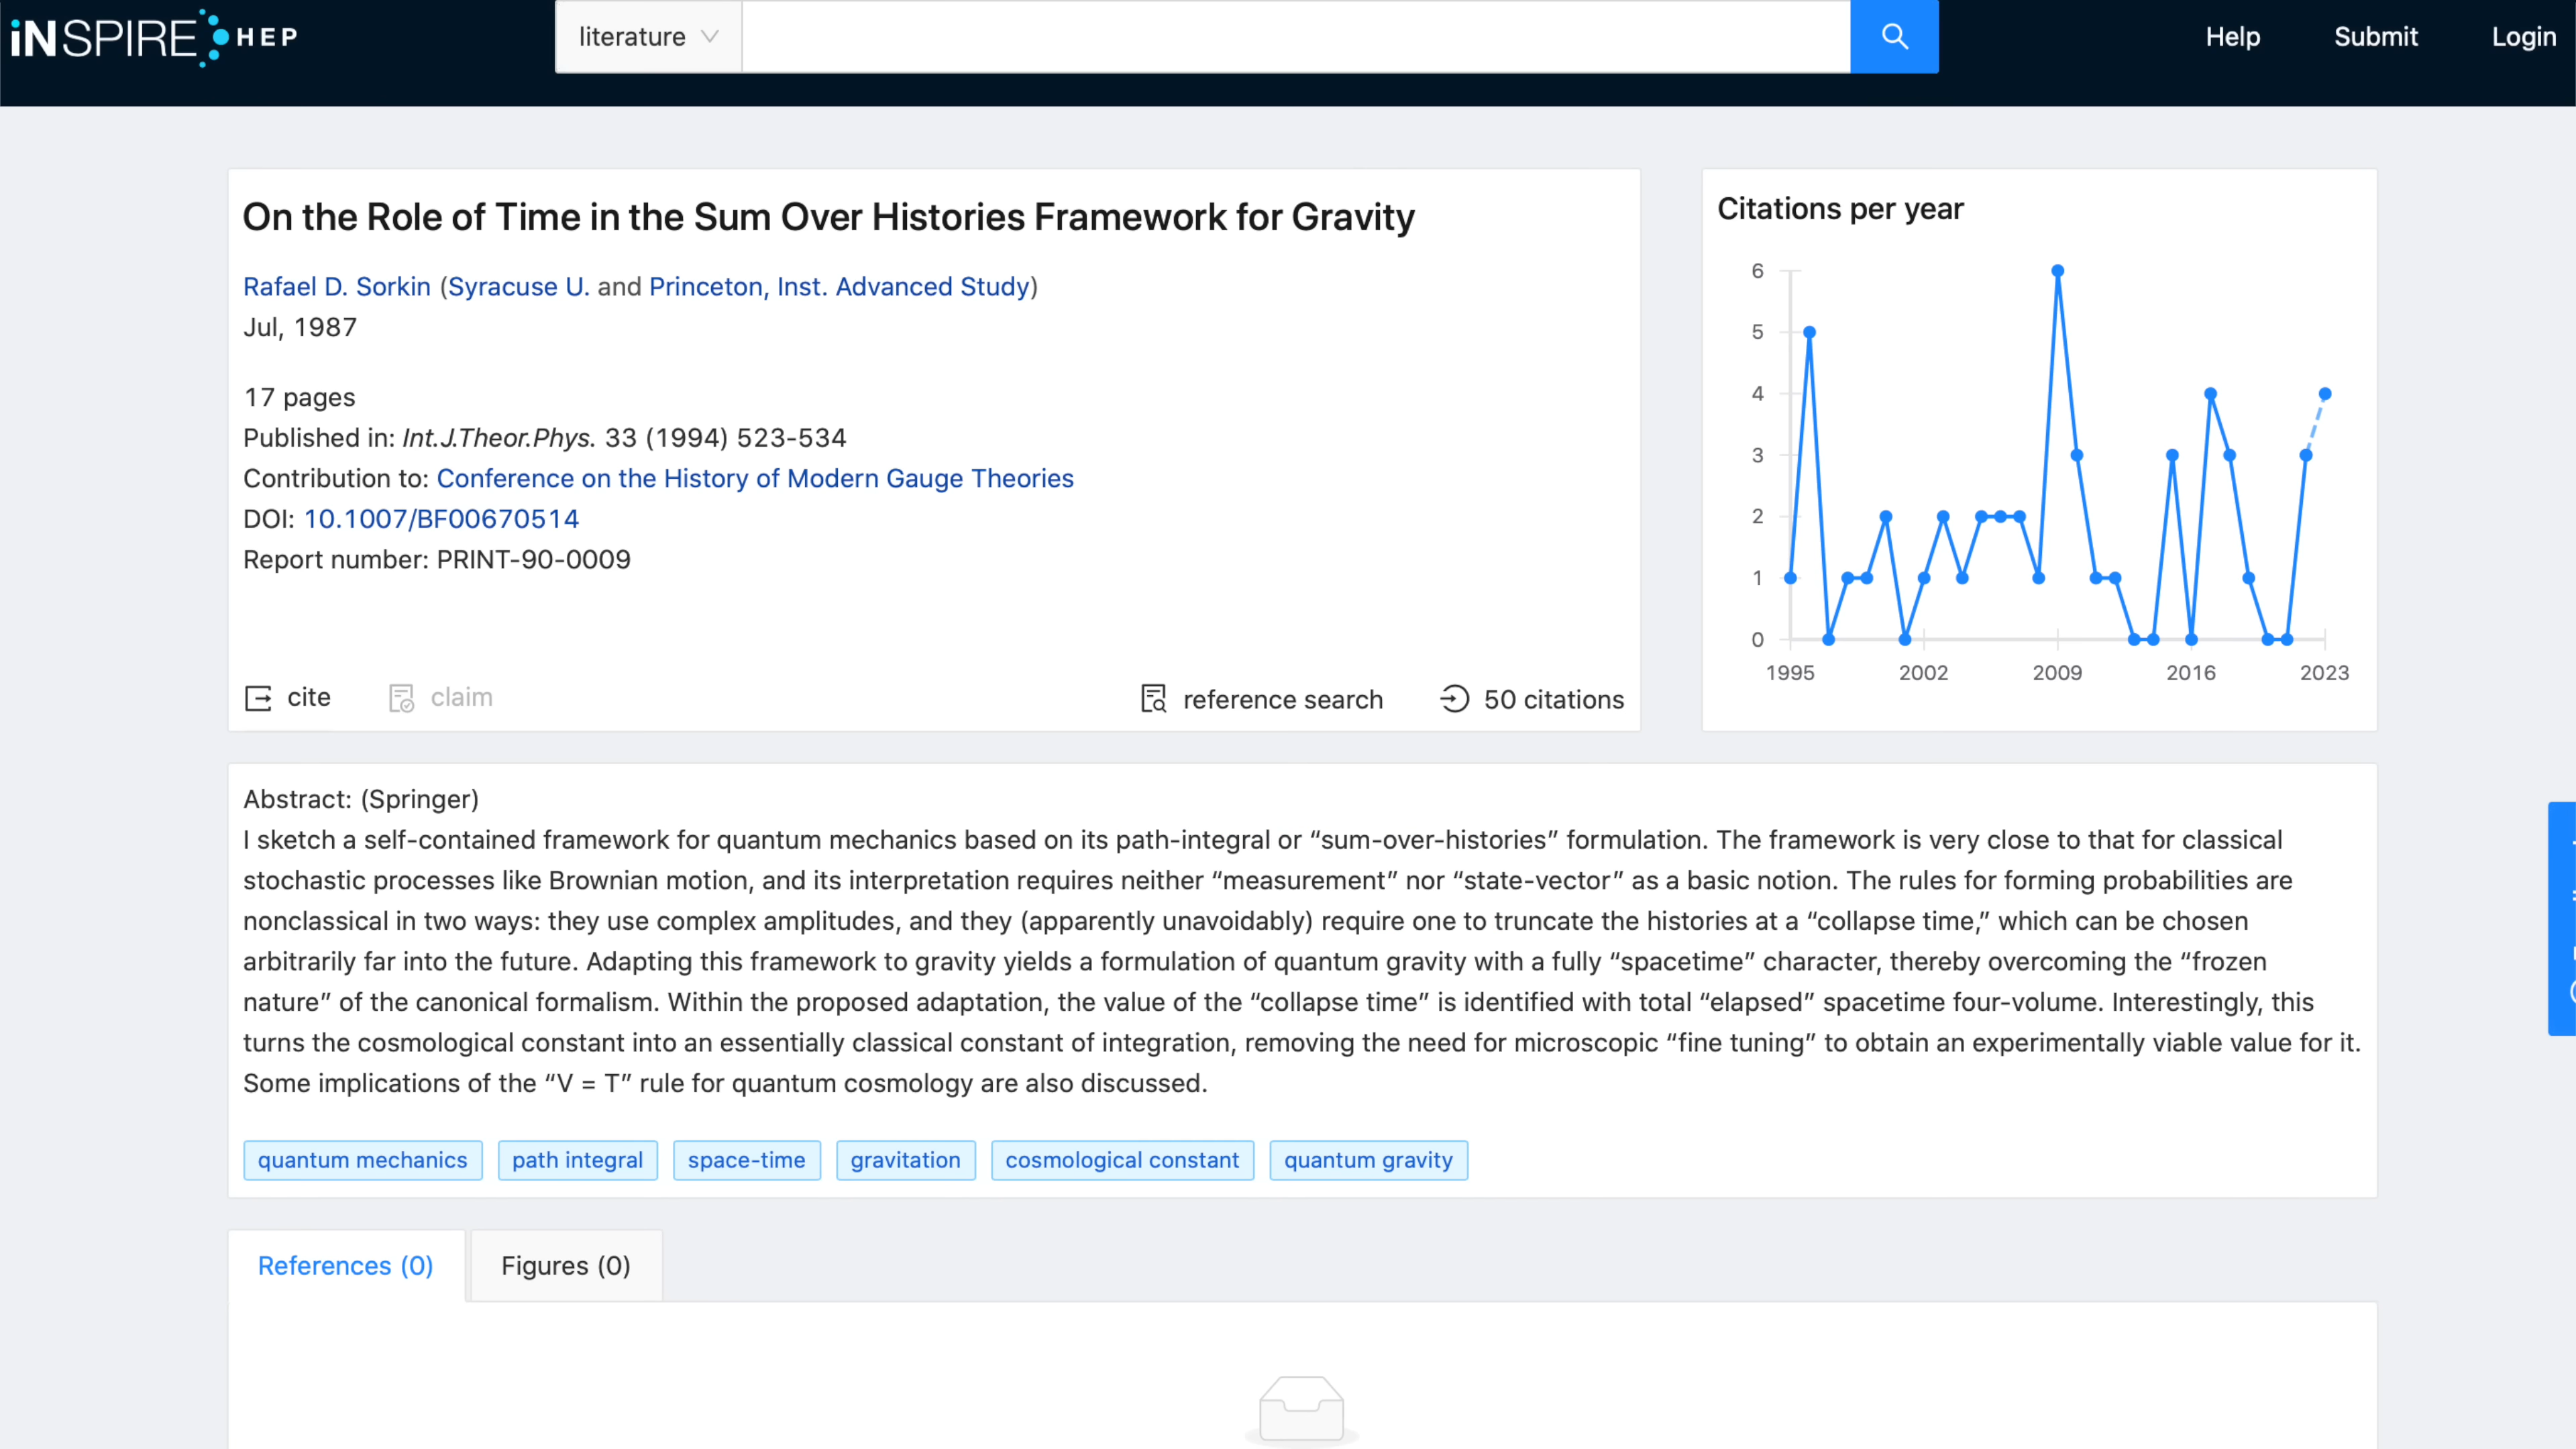 iNSPIRE HEP
literature
Help
Submit
Login
On the Role of Time in the Sum Over Histories Framework for Gravity
Rafael D. Sorkin (Syracuse U. and Princeton, Inst. Advanced Study)
Jul, 1987
17 pages
Published in: Int.J.Theor.Phys. 33 (1994) 523-534
Contribution to: Conference on the History of Modern Gauge Theories
DOI: 10.1007/BF00670514
Report number: PRINT-90-0009
cite
claim
reference search
50 citations
Citations per year
6
5
4
3
2
1
0
1995
2002
2009
2016
2023
Abstract: (Springer)
I sketch a self-contained framework for quantum mechanics based on its path-integral or “sum-over-histories” formulation. The framework is very close to that for classical
stochastic processes like Brownian motion, and its interpretation requires neither “measurement” nor “state-vector” as a basic notion. The rules for forming probabilities are
nonclassical in two ways: they use complex amplitudes, and they (apparently unavoidably) require one to truncate the histories at a “collapse time,” which can be chosen
arbitrarily far into the future. Adapting this framework to gravity yields a formulation of quantum gravity with a fully “spacetime” character, thereby overcoming the “frozen
nature” of the canonical formalism. Within the proposed adaptation, the value of the “collapse time” is identified with total “elapsed” spacetime four-volume. Interestingly, this
turns the cosmological constant into an essentially classical constant of integration, removing the need for microscopic “fine tuning” to obtain an experimentally viable value for it.
Some implications of the “V = T” rule for quantum cosmology are also discussed.
quantum mechanics
path integral
space-time
gravitation
cosmological constant
quantum gravity
References (0)
Figures (0)